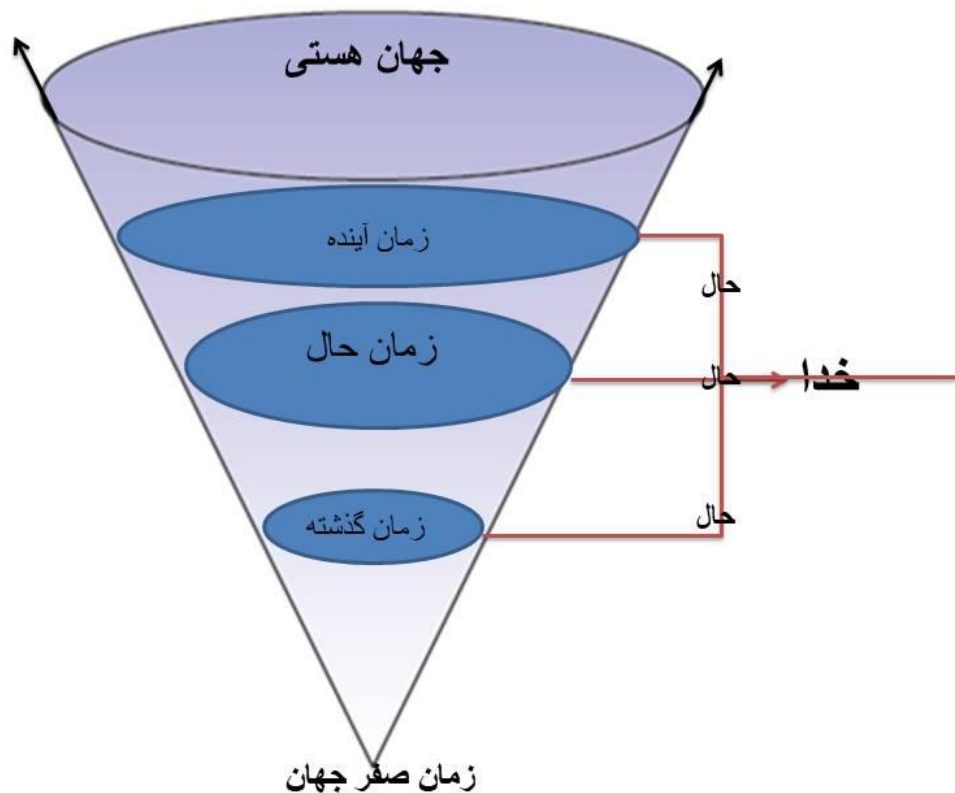 جهان هستی
زمان آینده
حال
زمان حال
حال
خدا
زمان گذشته
حال
زمان صفر جهان